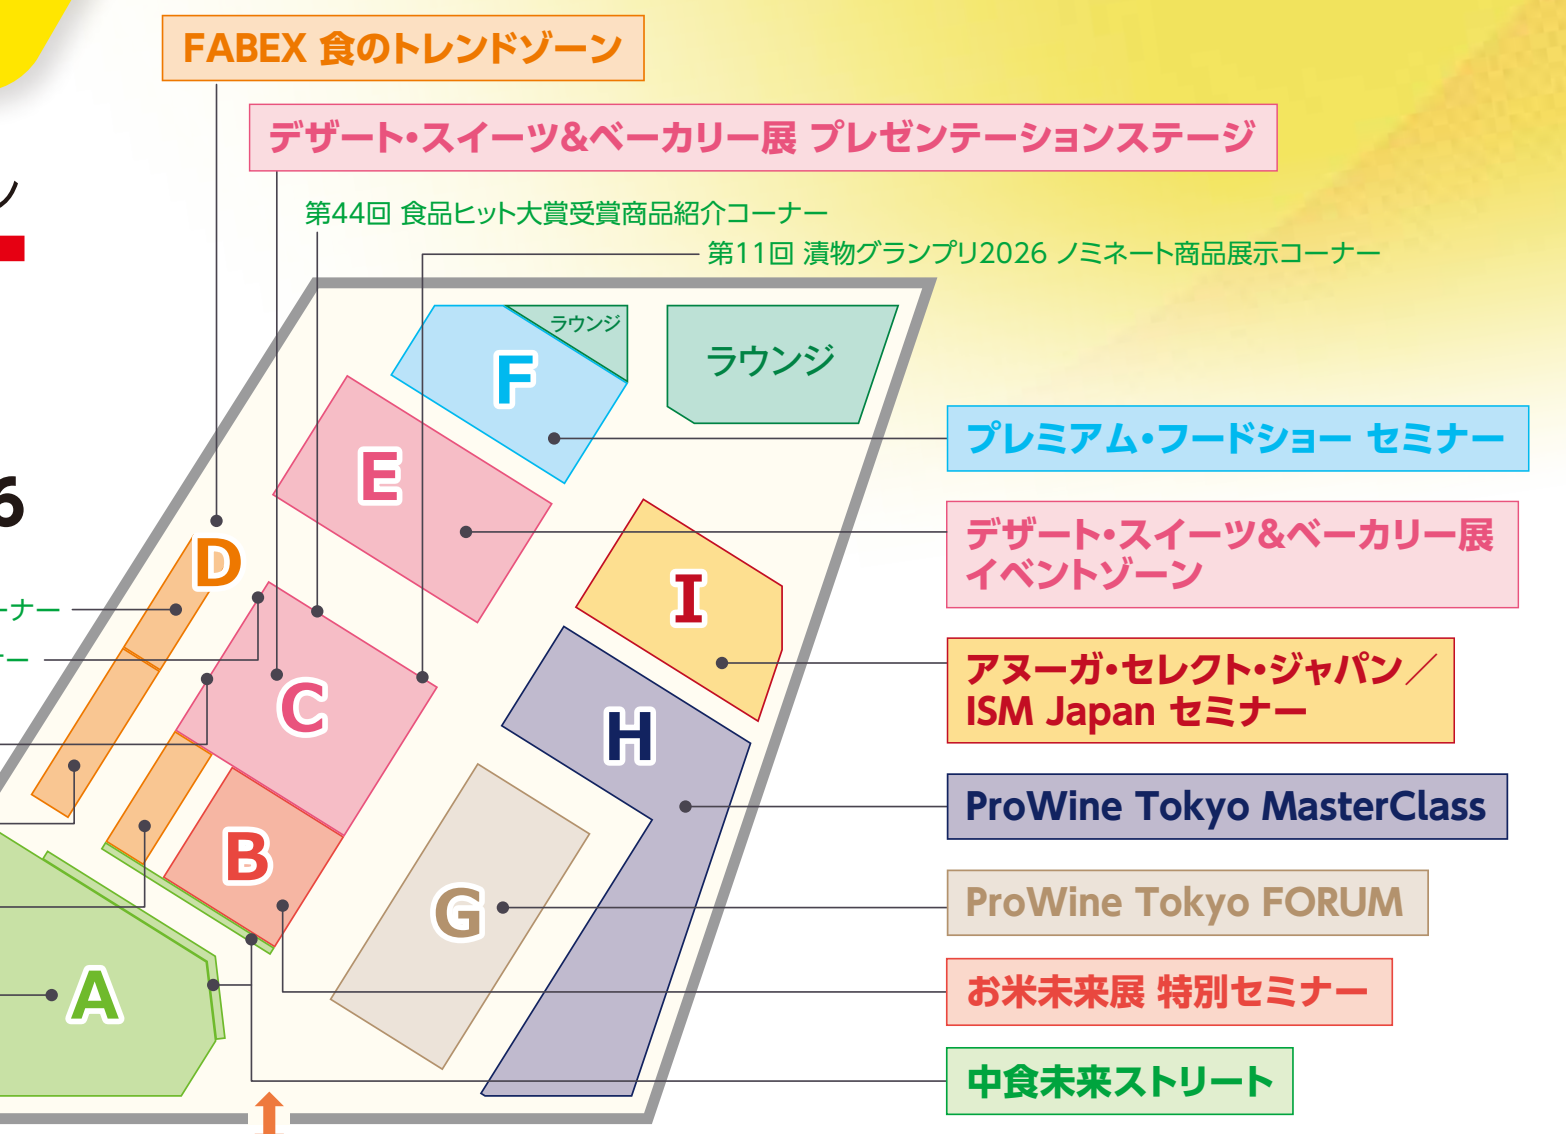 FABEX 食のトレンドゾーン
デザート・スイーツ&ベーカリー展 プレゼンテーションステージ
第44回 食品ヒット大賞受賞商品紹介コーナー
第11回 漬物グランプリ2026 ノミネート商品展示コーナー
ン
6
ラウンジ
ラウンジ
F
プレミアム・フードショー セミナー
E
デザート・スイーツ&ベーカリー展
イベントゾーン
D
ーナー
ナー
I
アヌーガ・セレクト・ジャパン／
ISM Japan セミナー
C
H
ProWine Tokyo MasterClass
B
G
ProWine Tokyo FORUM
A
お米未来展 特別セミナー
中食未来ストリート